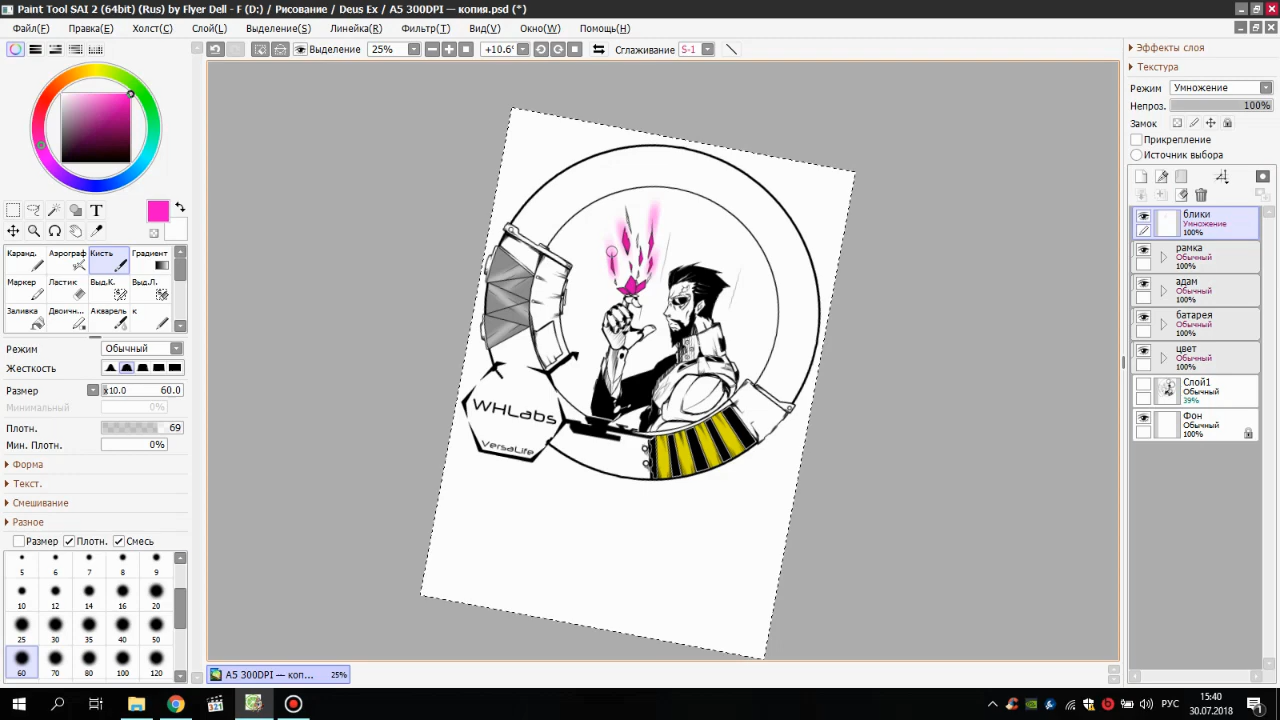 Paint Tool SAI 2 (64bit) (Rus) by Flyer Dell - F (D:) / Рисование / Deus Ex / A5 300DPI — копия.psd (*)
Файл(F) Правка(E) Холст(C) Слой(L) Выделение(S) Линейка(R) Фильтр(T) Вид(V) Окно(W) Помощь(H)
Выделение 25% +10.6° Сглаживание S-1
Эффекты слоя
Текстура
Режим Умножение
Непроз. 100%
Замок
Прикрепление
Источник выбора
T
Каранд. Аэрограф Кисть Градиент
Маркер Ластик Выд.К. Выд.Л.
Заливка Двоичн... Акварель к
Режим Обычный
Жесткость
Размер x10.0 60.0
Минимальный 0%
Плотн. 69
Мин. Плотн. 0%
Форма
Текст.
Смешивание
Разное
Размер Плотн. Смесь
5 6 7 8 9
10 12 14 16 20
25 30 35 40 50
60 70 80 100 120
WHLabs
VersaLife
блики
Умножение
100%
рамка
Обычный
100%
адам
Обычный
100%
батарея
Обычный
100%
цвет
Обычный
100%
Слой1
Обычный
39%
Фон
Обычный
100%
A5 300DPI — коп... 25%
РУС
15:40
30.07.2018